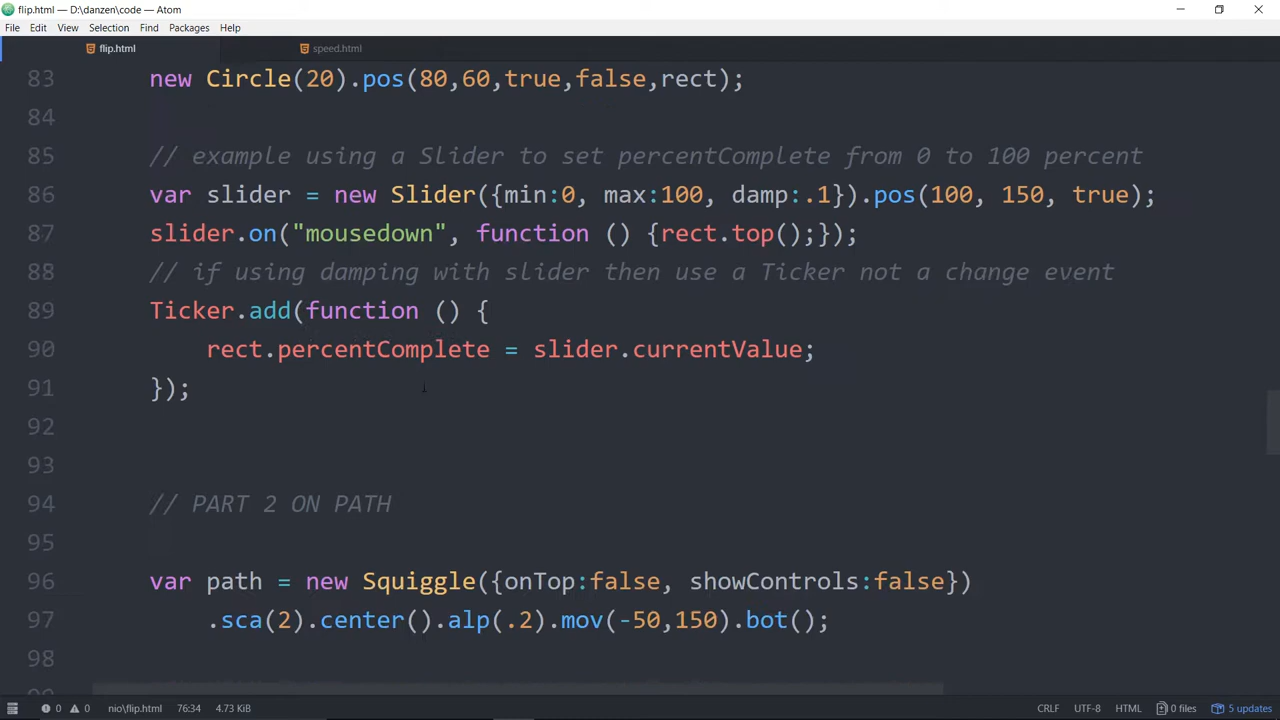 flip.html — D:\danzen\code — Atom
File Edit View Selection Find Packages Help
flip.html speed.html
83 new Circle(20).pos(80,60,true,false,rect);
84
85 // example using a Slider to set percentComplete from 0 to 100 percent
86 var slider = new Slider({min:0, max:100, damp:.1}).pos(100, 150, true);
87 slider.on("mousedown", function () {rect.top();});
88 // if using damping with slider then use a Ticker not a change event
89 Ticker.add(function () {
90 rect.percentComplete = slider.currentValue;
91 });
92
93
94 // PART 2 ON PATH
95
96 var path = new Squiggle({onTop:false, showControls:false})
97 .sca(2).center().alp(.2).mov(-50,150).bot();
98
0 0 nio\flip.html 76:34 4.73 KiB CRLF UTF-8 HTML 0 files 5 updates